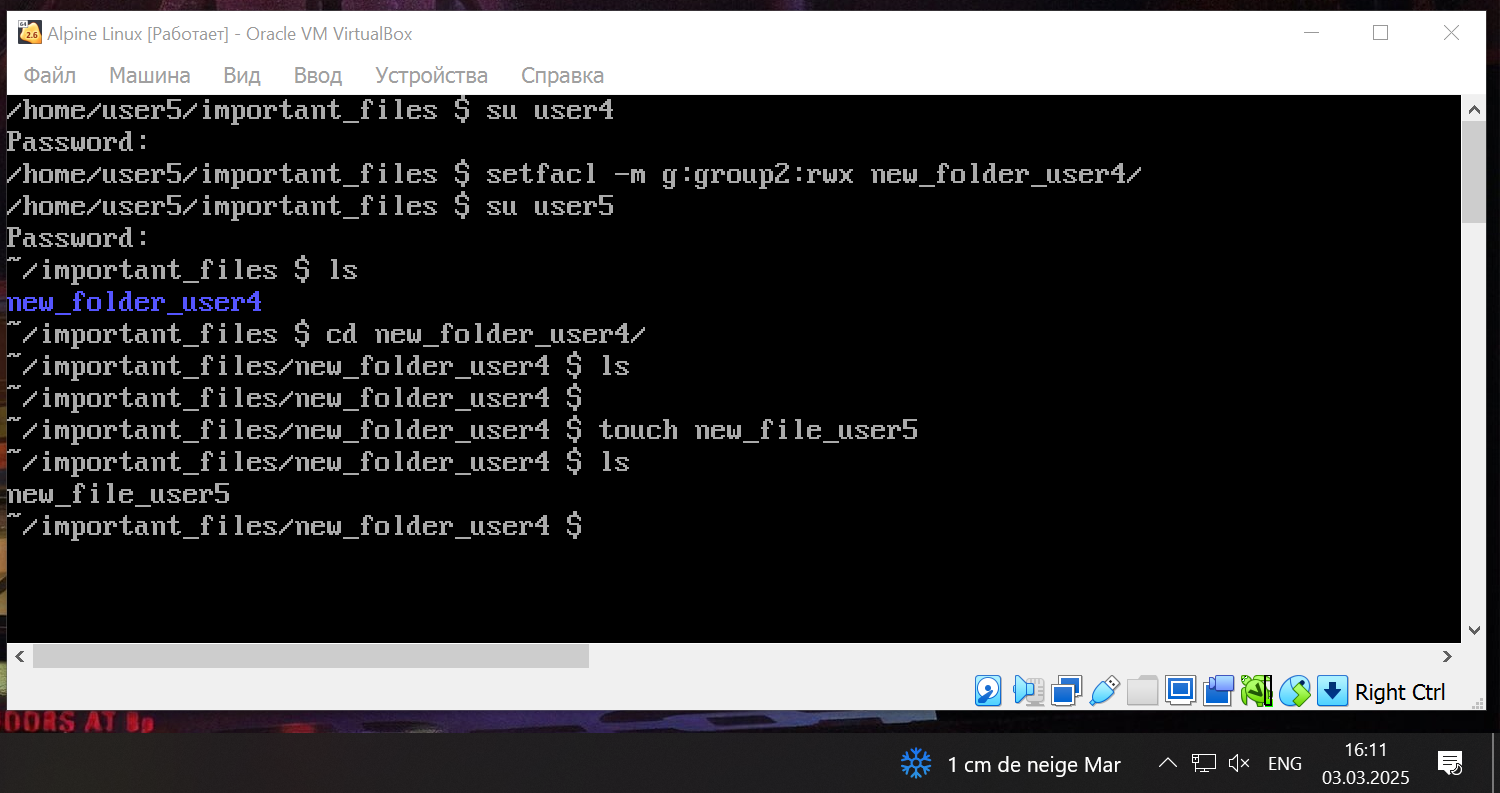 64
2.6
Alpine Linux [Работает] - Oracle VM VirtualBox
Файл Машина Вид Ввод Устройства Справка
/home/user5/important_files $ su user4
Password:
/home/user5/important_files $ setfacl -m g:group2:rwx new_folder_user4/
/home/user5/important_files $ su user5
Password:
~/important_files $ ls
new_folder_user4
~/important_files $ cd new_folder_user4/
~/important_files/new_folder_user4 $ ls
~/important_files/new_folder_user4 $
~/important_files/new_folder_user4 $ touch new_file_user5
~/important_files/new_folder_user4 $ ls
new_file_user5
~/important_files/new_folder_user4 $
Right Ctrl
DOORS AT 8p
1 cm de neige Mar
ENG
16:11
03.03.2025